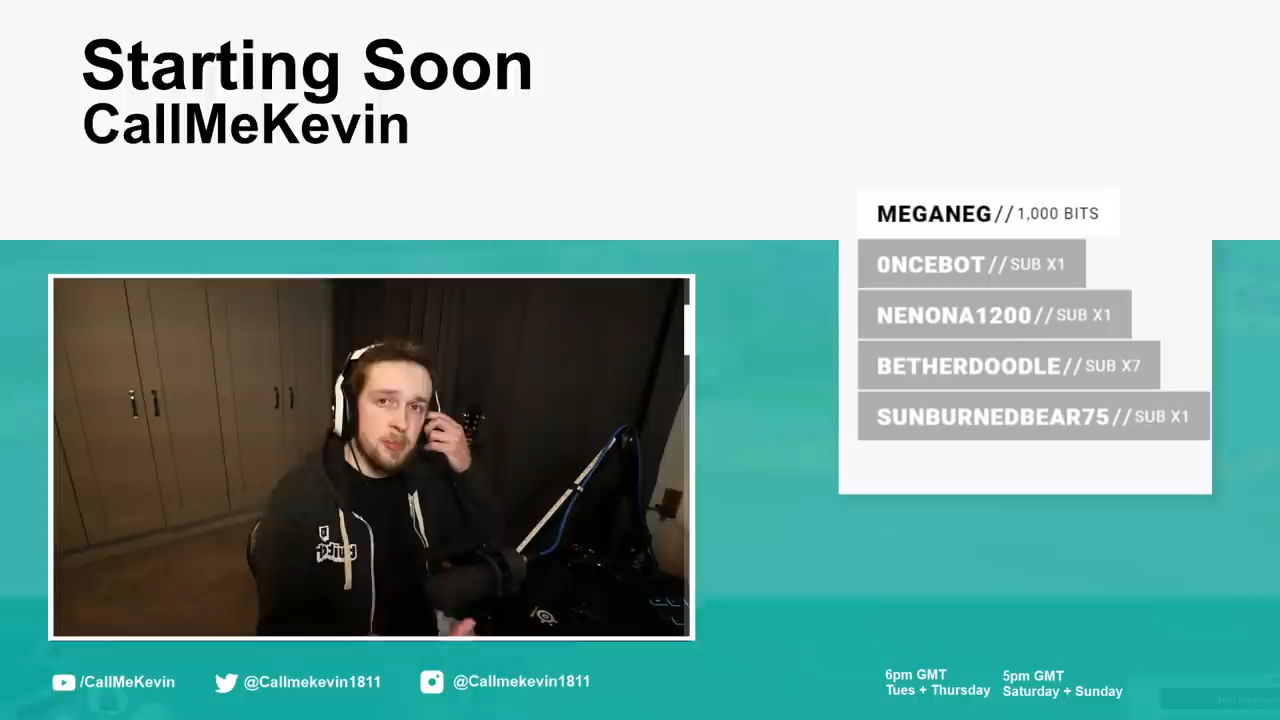 Starting Soon
CallMeKevin
MEGANEG // 1,000 BITS
0NCEBOT // SUB X1
NENONA1200 // SUB X1
BETHERDOODLE // SUB X7
SUNBURNEDBEAR75 // SUB X1
/CallMeKevin
@Callmekevin1811
@Callmekevin1811
6pm GMT
Tues + Thursday
5pm GMT
Saturday + Sunday